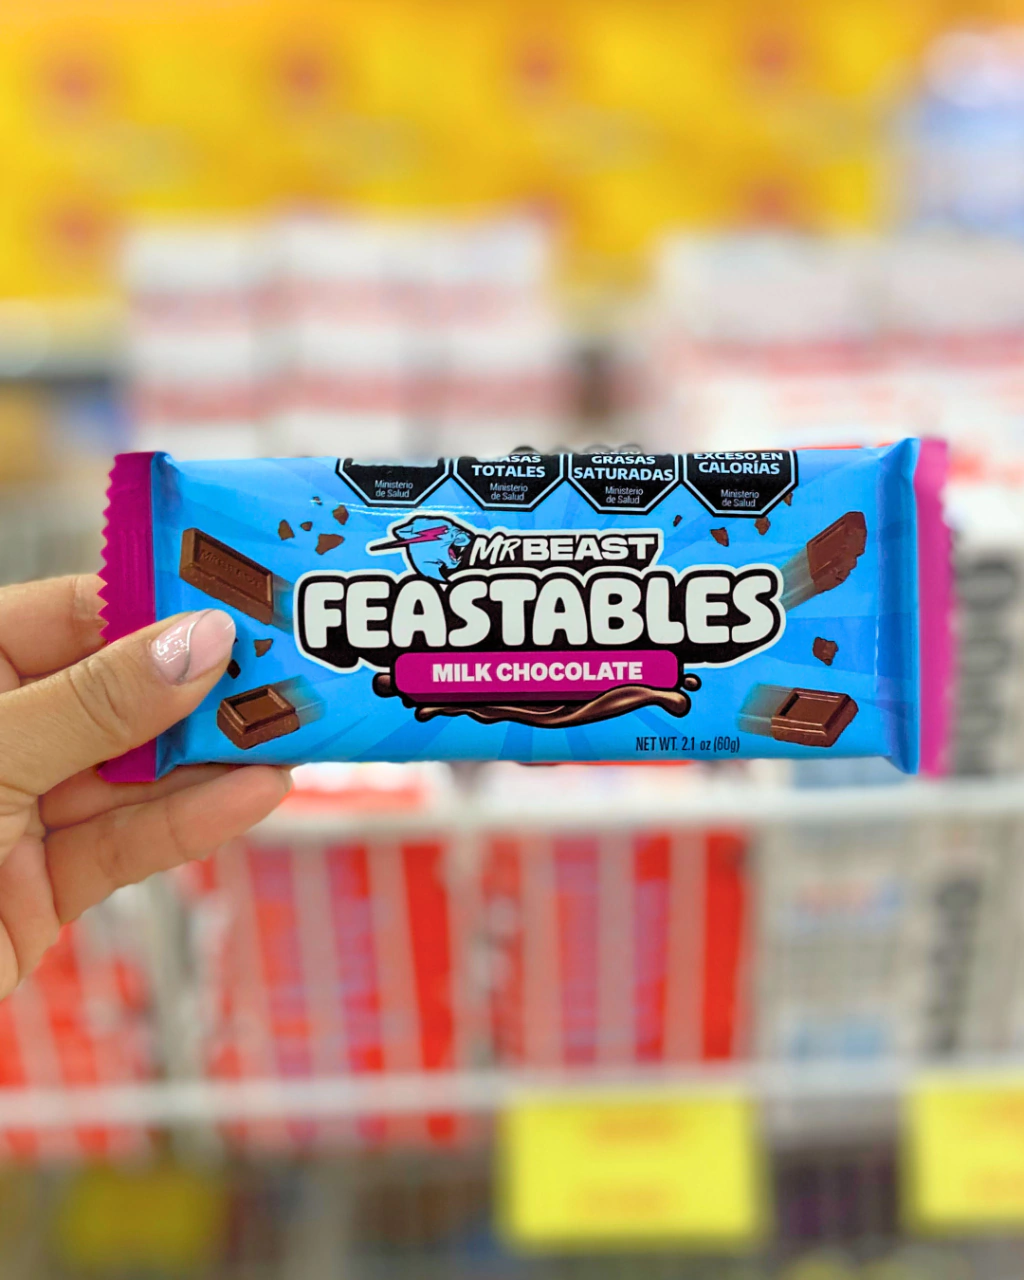 TOTALES
Ministerio
de Salud
Ministerio
de Salud
GRASAS
SATURADAS
Ministerio
de Salud
EXCESO EN
CALORÍAS
Ministerio
de Salud
MRBEAST
FEASTABLES
MILK CHOCOLATE
NET WT. 2.1 oz (60g)